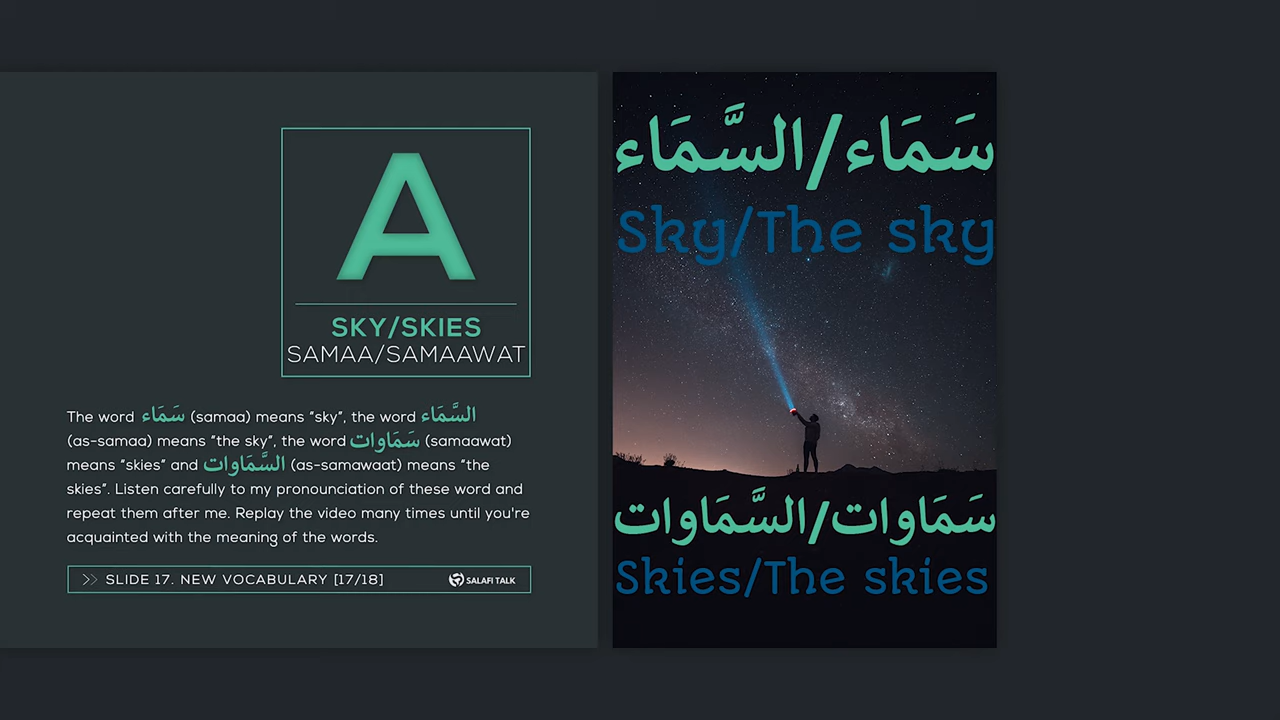 A
SKY/SKIES
SAMAA/SAMAAWAT
The word سَمَاء (samaa) means "sky", the word السَّمَاء
(as-samaa) means "the sky", the word سَمَاوات (samaawat)
means "skies" and السَّمَاوات (as-samawaat) means "the
skies". Listen carefully to my pronounciation of these word and
repeat them after me. Replay the video many times until you're
acquainted with the meaning of the words.
>> SLIDE 17. NEW VOCABULARY [17/18]
SALAFI TALK
سَمَاء/السَّمَاء
Sky/The sky
سَمَاوات/السَّمَاوات
Skies/The skies